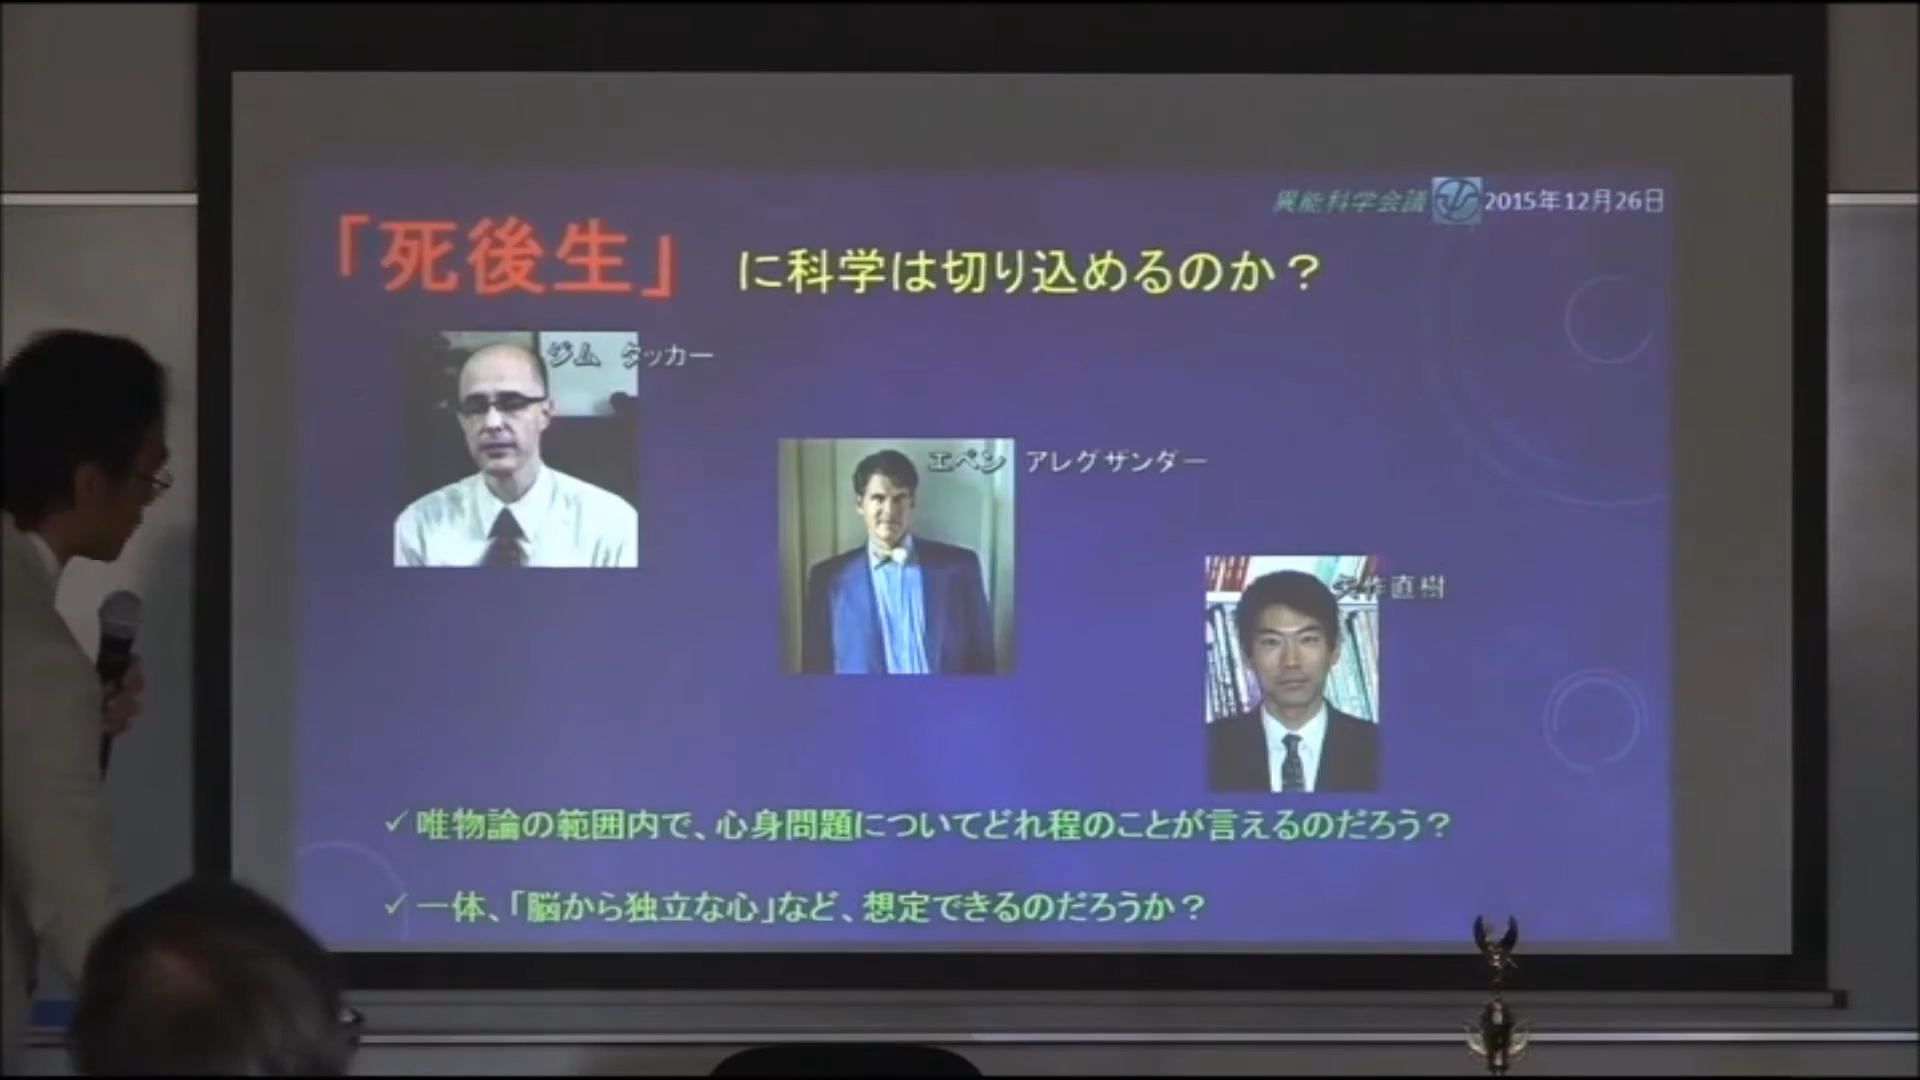 異能科学会議 2015年12月26日
「死後生」 に科学は切り込めるのか？
ジム タッカー
エベン アレグザンダー
矢作直樹
✓唯物論の範囲内で、心身問題についてどれ程のことが言えるのだろう？
✓一体、「脳から独立な心」など、想定できるのだろうか？